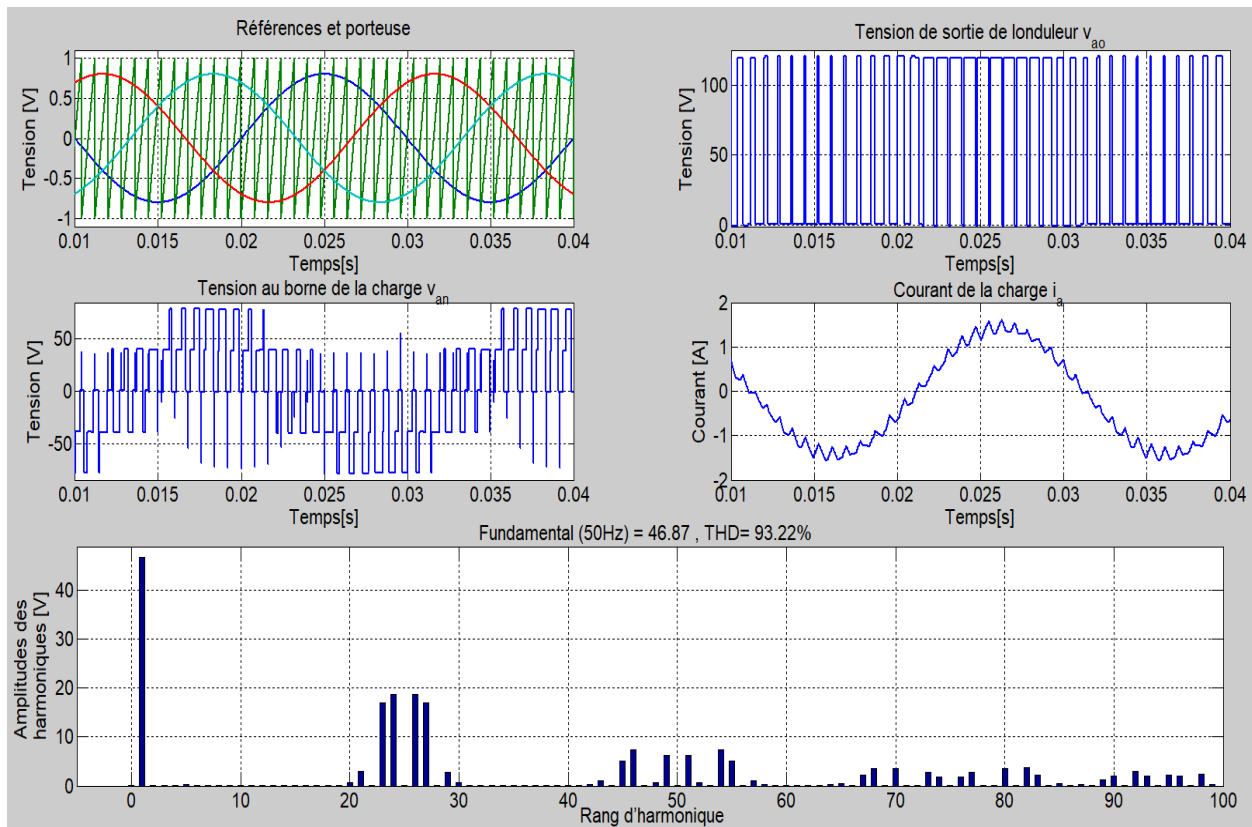 Références et porteuse
Tension [V]
1
0.5
0
-0.5
-1
0.01 0.015 0.02 0.025 0.03 0.035 0.04
Temps[s]
Tension de sortie de londuleur v_ao
Tension [V]
100
50
0
0.01 0.015 0.02 0.025 0.03 0.035 0.04
Temps[s]
Tension au borne de la charge v_an
Tension [V]
50
0
-50
0.01 0.015 0.02 0.025 0.03 0.035 0.04
Temps[s]
Courant de la charge i_a
Courant [A]
2
1
0
-1
-2
0.01 0.015 0.02 0.025 0.03 0.035 0.04
Temps[s]
Fundamental (50Hz) = 46.87 , THD= 93.22%
Amplitudes des
harmoniques [V]
40
30
20
10
0
0 10 20 30 40 50 60 70 80 90 100
Rang d'harmonique